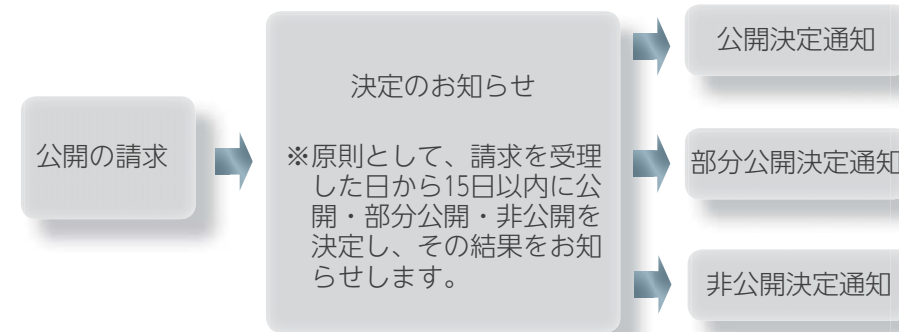 公開の請求
決定のお知らせ
※原則として、請求を受理
した日から15日以内に公
開・部分公開・非公開を
決定し、その結果をお知
らせします。
公開決定通知
部分公開決定通知
非公開決定通知